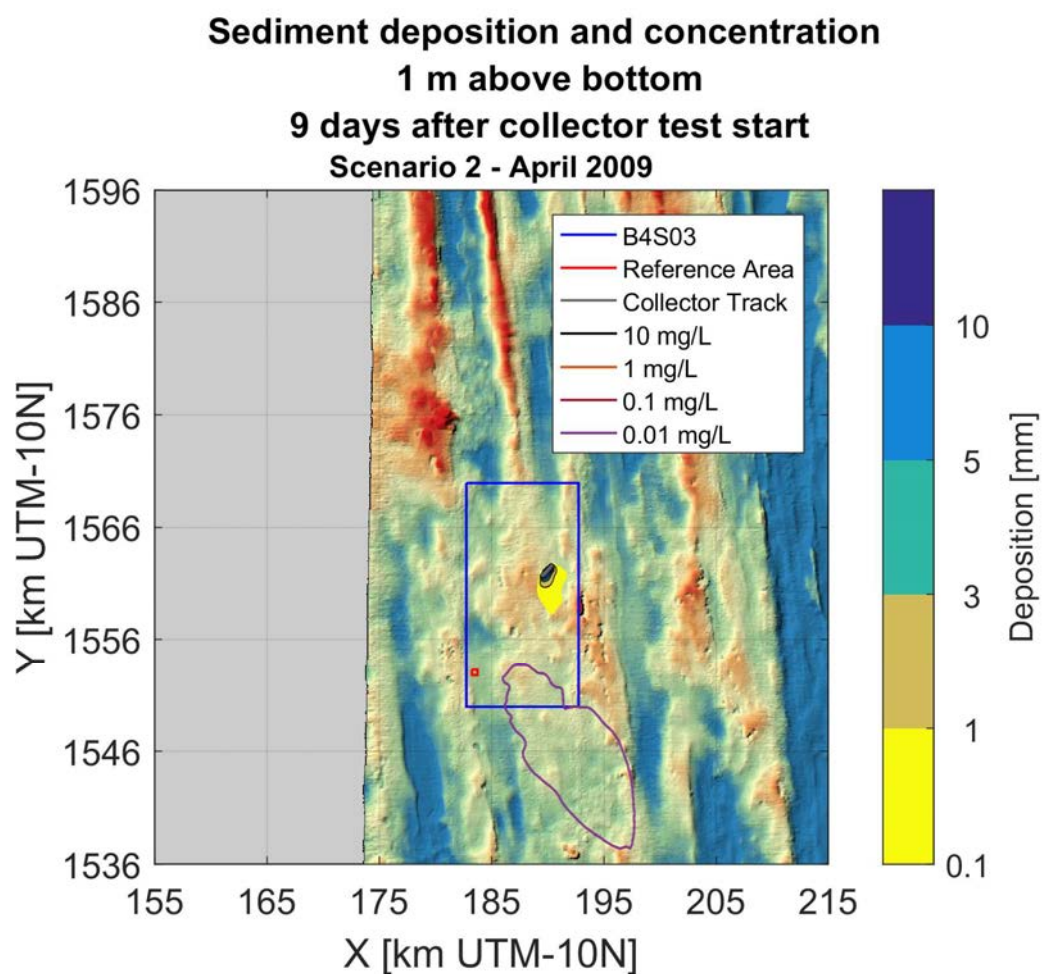 Sediment deposition and concentration
1 m above bottom
9 days after collector test start
Scenario 2 - April 2009
1596
1586
1576
1566
1556
1546
1536
155
165
175
185
195
205
215
X [km UTM-10N]
Y [km UTM-10N]
B4S03
Reference Area
Collector Track
10 mg/L
1 mg/L
0.1 mg/L
0.01 mg/L
10
5
3
1
0.1
Deposition [mm]